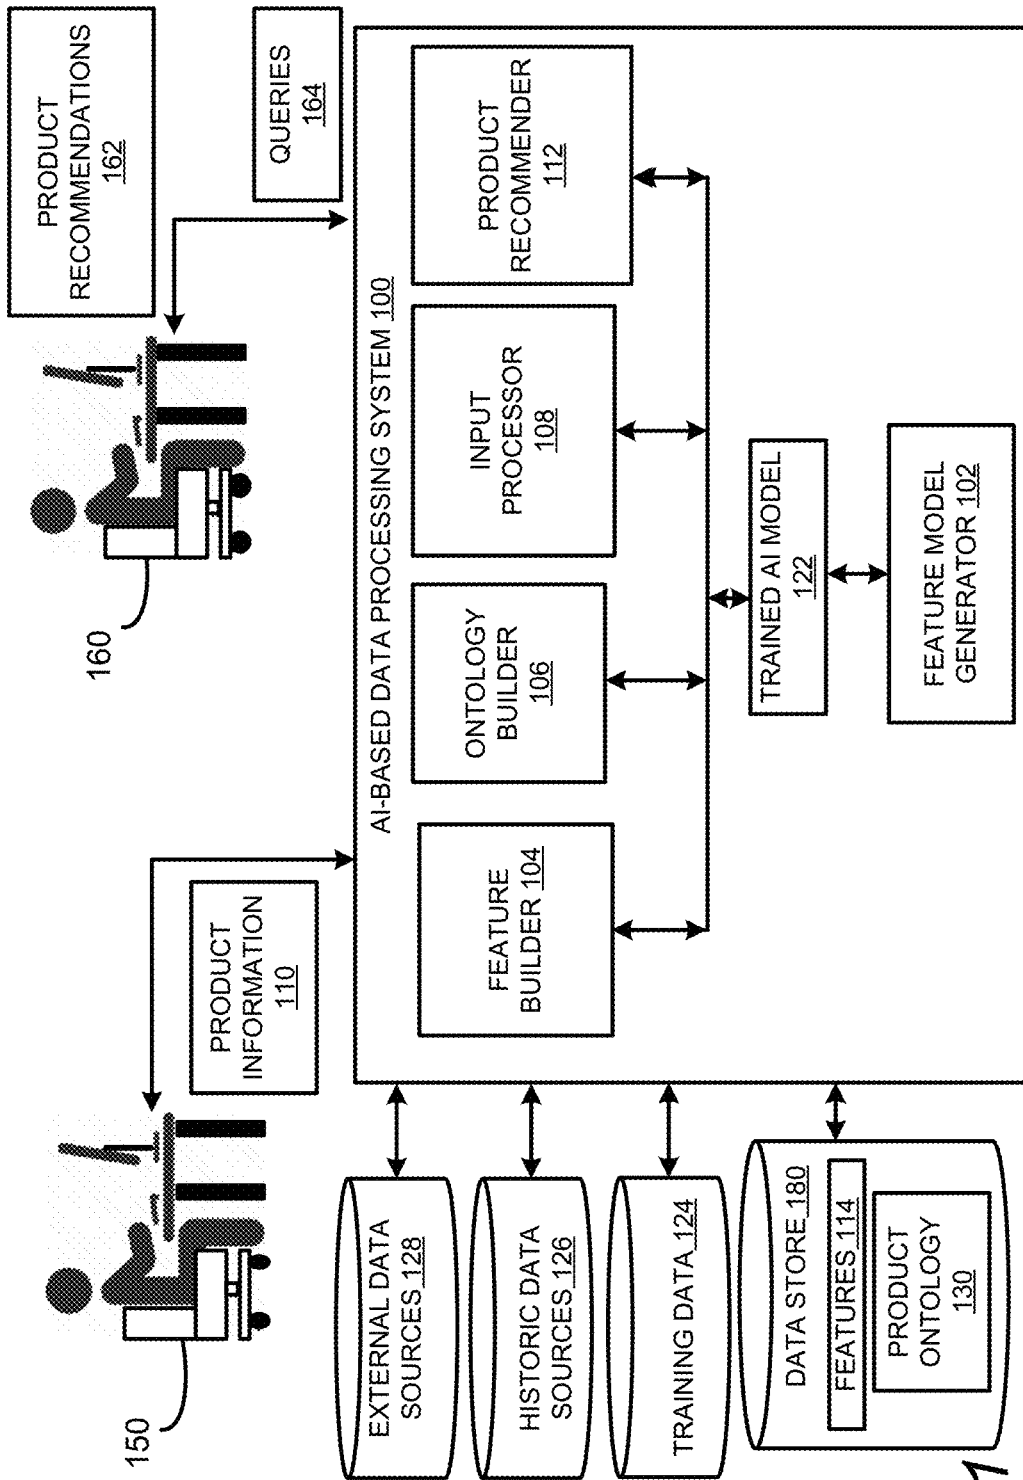 150
160
PRODUCT
RECOMMENDATIONS
162
PRODUCT
INFORMATION
110
QUERIES
164
EXTERNAL DATA
SOURCES 128
HISTORIC DATA
SOURCES 126
TRAINING DATA 124
DATA STORE 180
FEATURES 114
PRODUCT
ONTOLOGY
130
AI-BASED DATA PROCESSING SYSTEM 100
FEATURE
BUILDER 104
ONTOLOGY
BUILDER
106
INPUT
PROCESSOR
108
PRODUCT
RECOMMENDER
112
TRAINED AI MODEL
122
FEATURE MODEL
GENERATOR 102